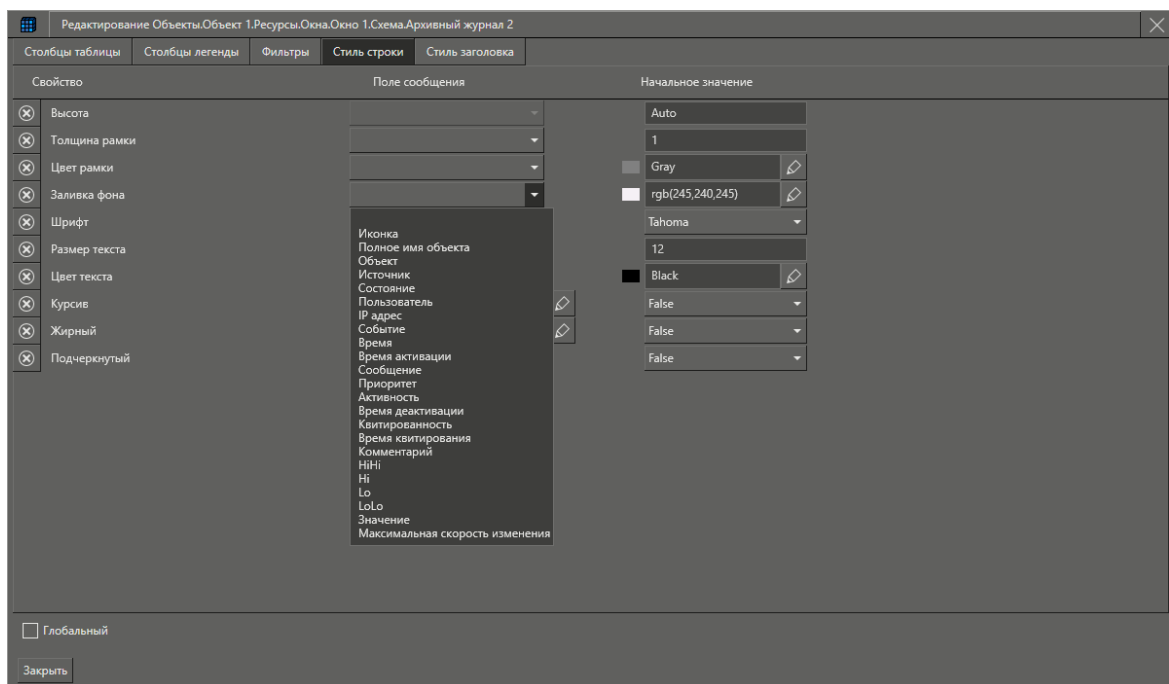 Редактирование Объекты.Объект 1.Ресурсы.Окна.Окно 1.Схема.Архивный журнал 2
Столбцы таблицы Столбцы легенды Фильтры Стиль строки Стиль заголовка
Свойство Поле сообщения Начальное значение
Высота Auto
Толщина рамки 1
Цвет рамки Gray
Заливка фона rgb(245,240,245)
Шрифт Tahoma
Размер текста 12
Цвет текста Black
Курсив False
Жирный False
Подчеркнутый False
Иконка
Полное имя объекта
Объект
Источник
Состояние
Пользователь
IP адрес
Событие
Время
Время активации
Сообщение
Приоритет
Активность
Время деактивации
Квитированность
Время квитирования
Комментарий
HiHi
Hi
Lo
LoLo
Значение
Максимальная скорость изменения
Глобальный
Закрыть